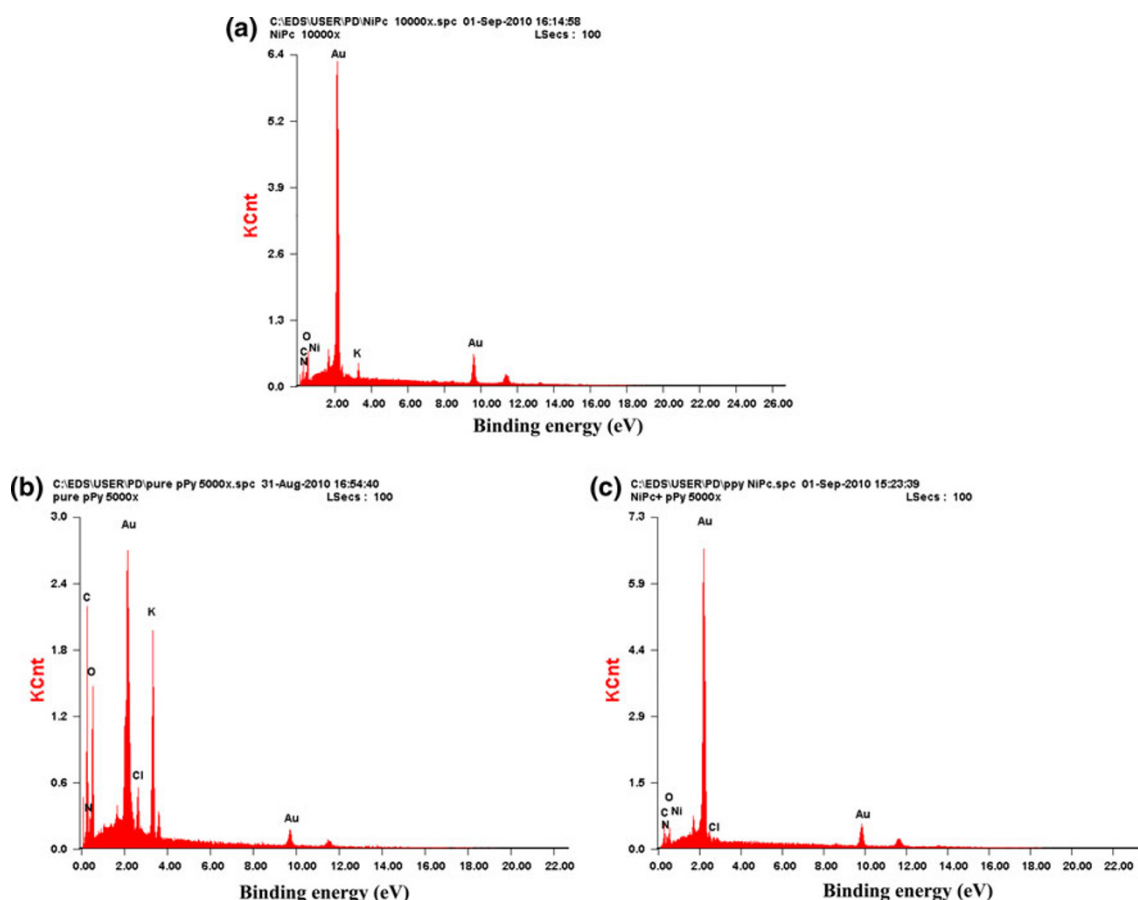 (a)
C:\EDS\USER\PD\NiPc 10000x.spc 01-Sep-2010 16:14:58
NiPc 10000x LSecs : 100
6.4
5.2
3.9
2.6
1.3
0.0
KCnt
Au
O
C
N
Ni
K
Au
2.00 4.00 6.00 8.00 10.00 12.00 14.00 16.00 18.00 20.00 22.00 24.00 26.00
Binding energy (eV)
(b)
C:\EDS\USER\PD\pure pPy 5000x.spc 31-Aug-2010 16:54:40
pure pPy 5000x LSecs : 100
3.0
2.4
1.8
1.2
0.6
0.0
KCnt
Au
C
K
O
Cl
N
Au
0.00 2.00 4.00 6.00 8.00 10.00 12.00 14.00 16.00 18.00 20.00 22.00
Binding energy (eV)
(c)
C:\EDS\USER\PD\ppy NiPc.spc 01-Sep-2010 15:23:39
NiPc+ pPy 5000x LSecs : 100
7.3
5.9
4.4
2.9
1.5
0.0
KCnt
Au
O
C
N
Ni
Cl
Au
0.00 2.00 4.00 6.00 8.00 10.00 12.00 14.00 16.00 18.00 20.00 22.00
Binding energy (eV)